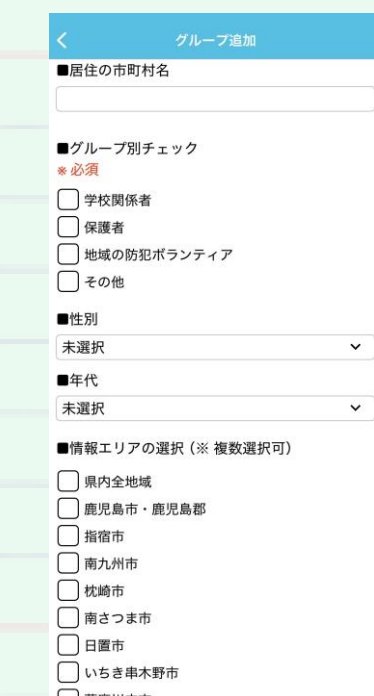 グループ追加
■居住の市町村名
■グループ別チェック
※必須
学校関係者
保護者
地域の防犯ボランティア
その他
■性別
未選択
■年代
未選択
■情報エリアの選択（※ 複数選択可）
県内全地域
鹿児島市・鹿児島郡
指宿市
南九州市
枕崎市
南さつま市
日置市
いちき串木野市